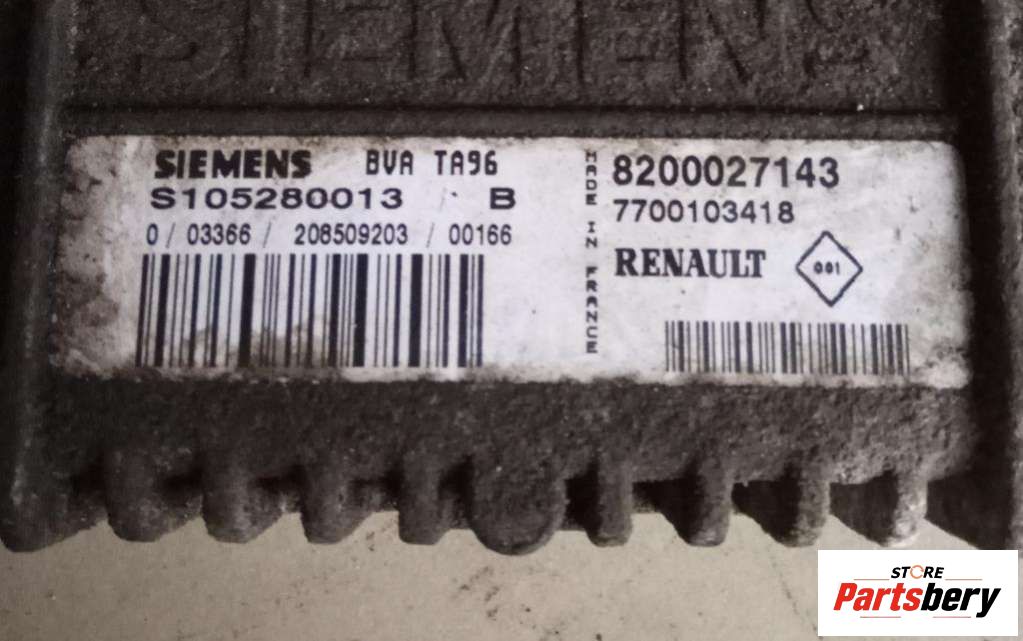 SIEMENS
SIEMENS BVA TA96
S105280013 B
0 / 03366 / 208509203 / 00166
MADE IN FRANCE
8200027143
7700103418
RENAULT 001
STORE
Partsbery